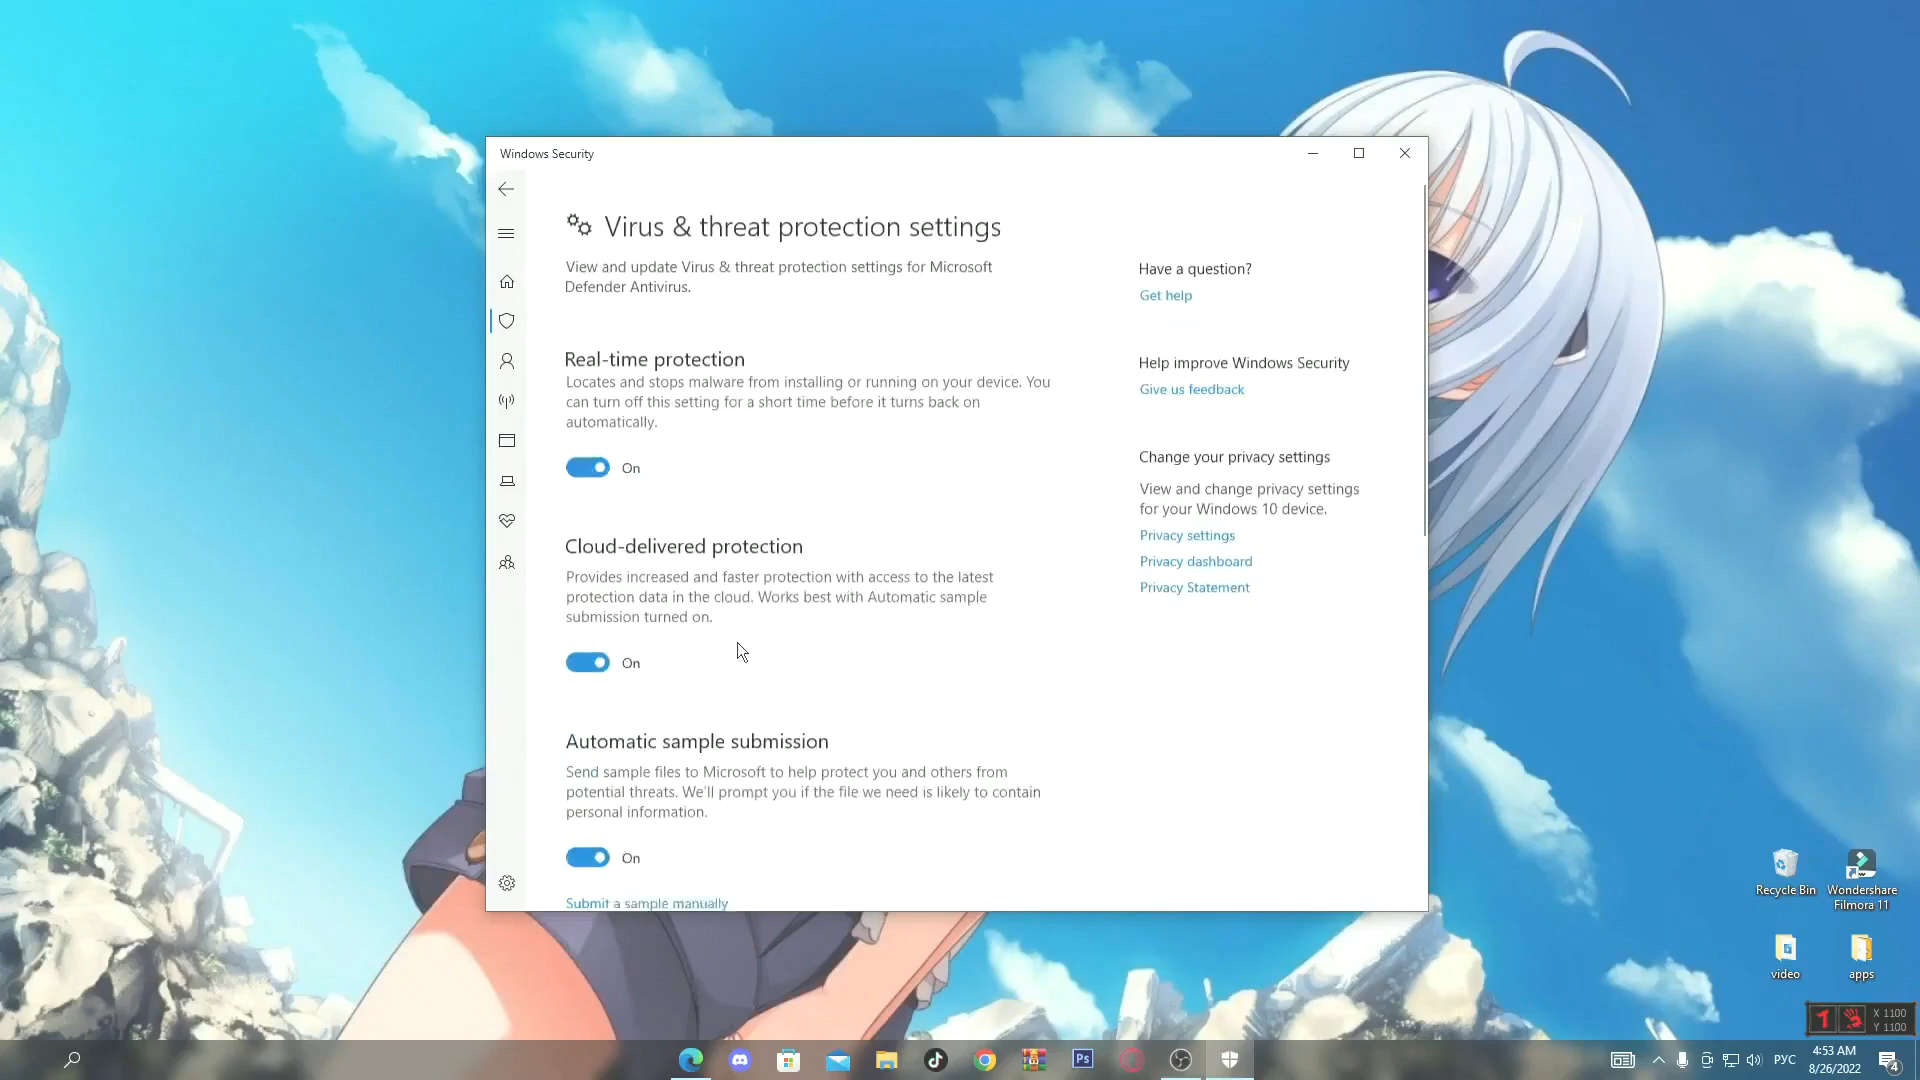 Windows Security
Virus & threat protection settings
View and update Virus & threat protection settings for Microsoft
Defender Antivirus.
Real-time protection
Locates and stops malware from installing or running on your device. You
can turn off this setting for a short time before it turns back on
automatically.
On
Cloud-delivered protection
Provides increased and faster protection with access to the latest
protection data in the cloud. Works best with Automatic sample
submission turned on.
On
Automatic sample submission
Send sample files to Microsoft to help protect you and others from
potential threats. We'll prompt you if the file we need is likely to contain
personal information.
On
Submit a sample manually
Have a question?
Get help
Help improve Windows Security
Give us feedback
Change your privacy settings
View and change privacy settings
for your Windows 10 device.
Privacy settings
Privacy dashboard
Privacy Statement
Recycle Bin
Wondershare
Filmora 11
video
apps
X 1100
Y 1100
Ps
РУС
4:53 AM
8/26/2022
4